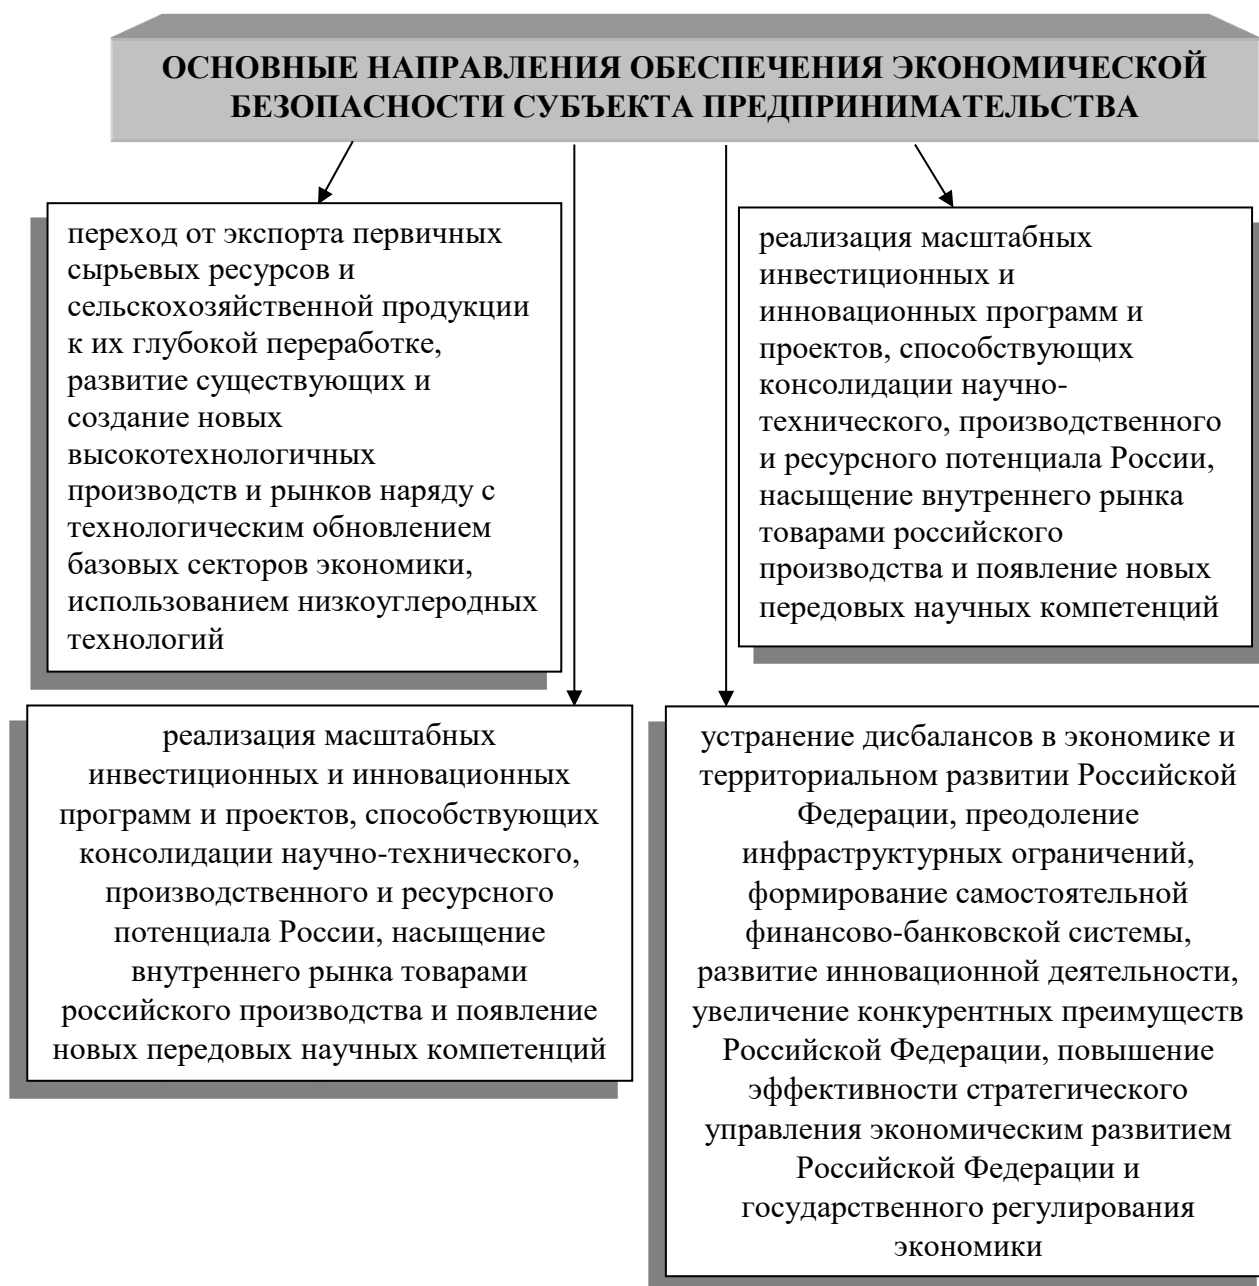 ОСНОВНЫЕ НАПРАВЛЕНИЯ ОБЕСПЕЧЕНИЯ ЭКОНОМИЧЕСКОЙ
БЕЗОПАСНОСТИ СУБЪЕКТА ПРЕДПРИНИМАТЕЛЬСТВА
переход от экспорта первичных
сырьевых ресурсов и
сельскохозяйственной продукции
к их глубокой переработке,
развитие существующих и
создание новых
высокотехнологичных
производств и рынков наряду с
технологическим обновлением
базовых секторов экономики,
использованием низкоуглеродных
технологий
реализация масштабных
инвестиционных и
инновационных программ и
проектов, способствующих
консолидации научно-
технического, производственного
и ресурсного потенциала России,
насыщение внутреннего рынка
товарами российского
производства и появление новых
передовых научных компетенций
реализация масштабных
инвестиционных и инновационных
программ и проектов, способствующих
консолидации научно-технического,
производственного и ресурсного
потенциала России, насыщение
внутреннего рынка товарами
российского производства и появление
новых передовых научных компетенций
устранение дисбалансов в экономике и
территориальном развитии Российской
Федерации, преодоление
инфраструктурных ограничений,
формирование самостоятельной
финансово-банковской системы,
развитие инновационной деятельности,
увеличение конкурентных преимуществ
Российской Федерации, повышение
эффективности стратегического
управления экономическим развитием
Российской Федерации и
государственного регулирования
экономики